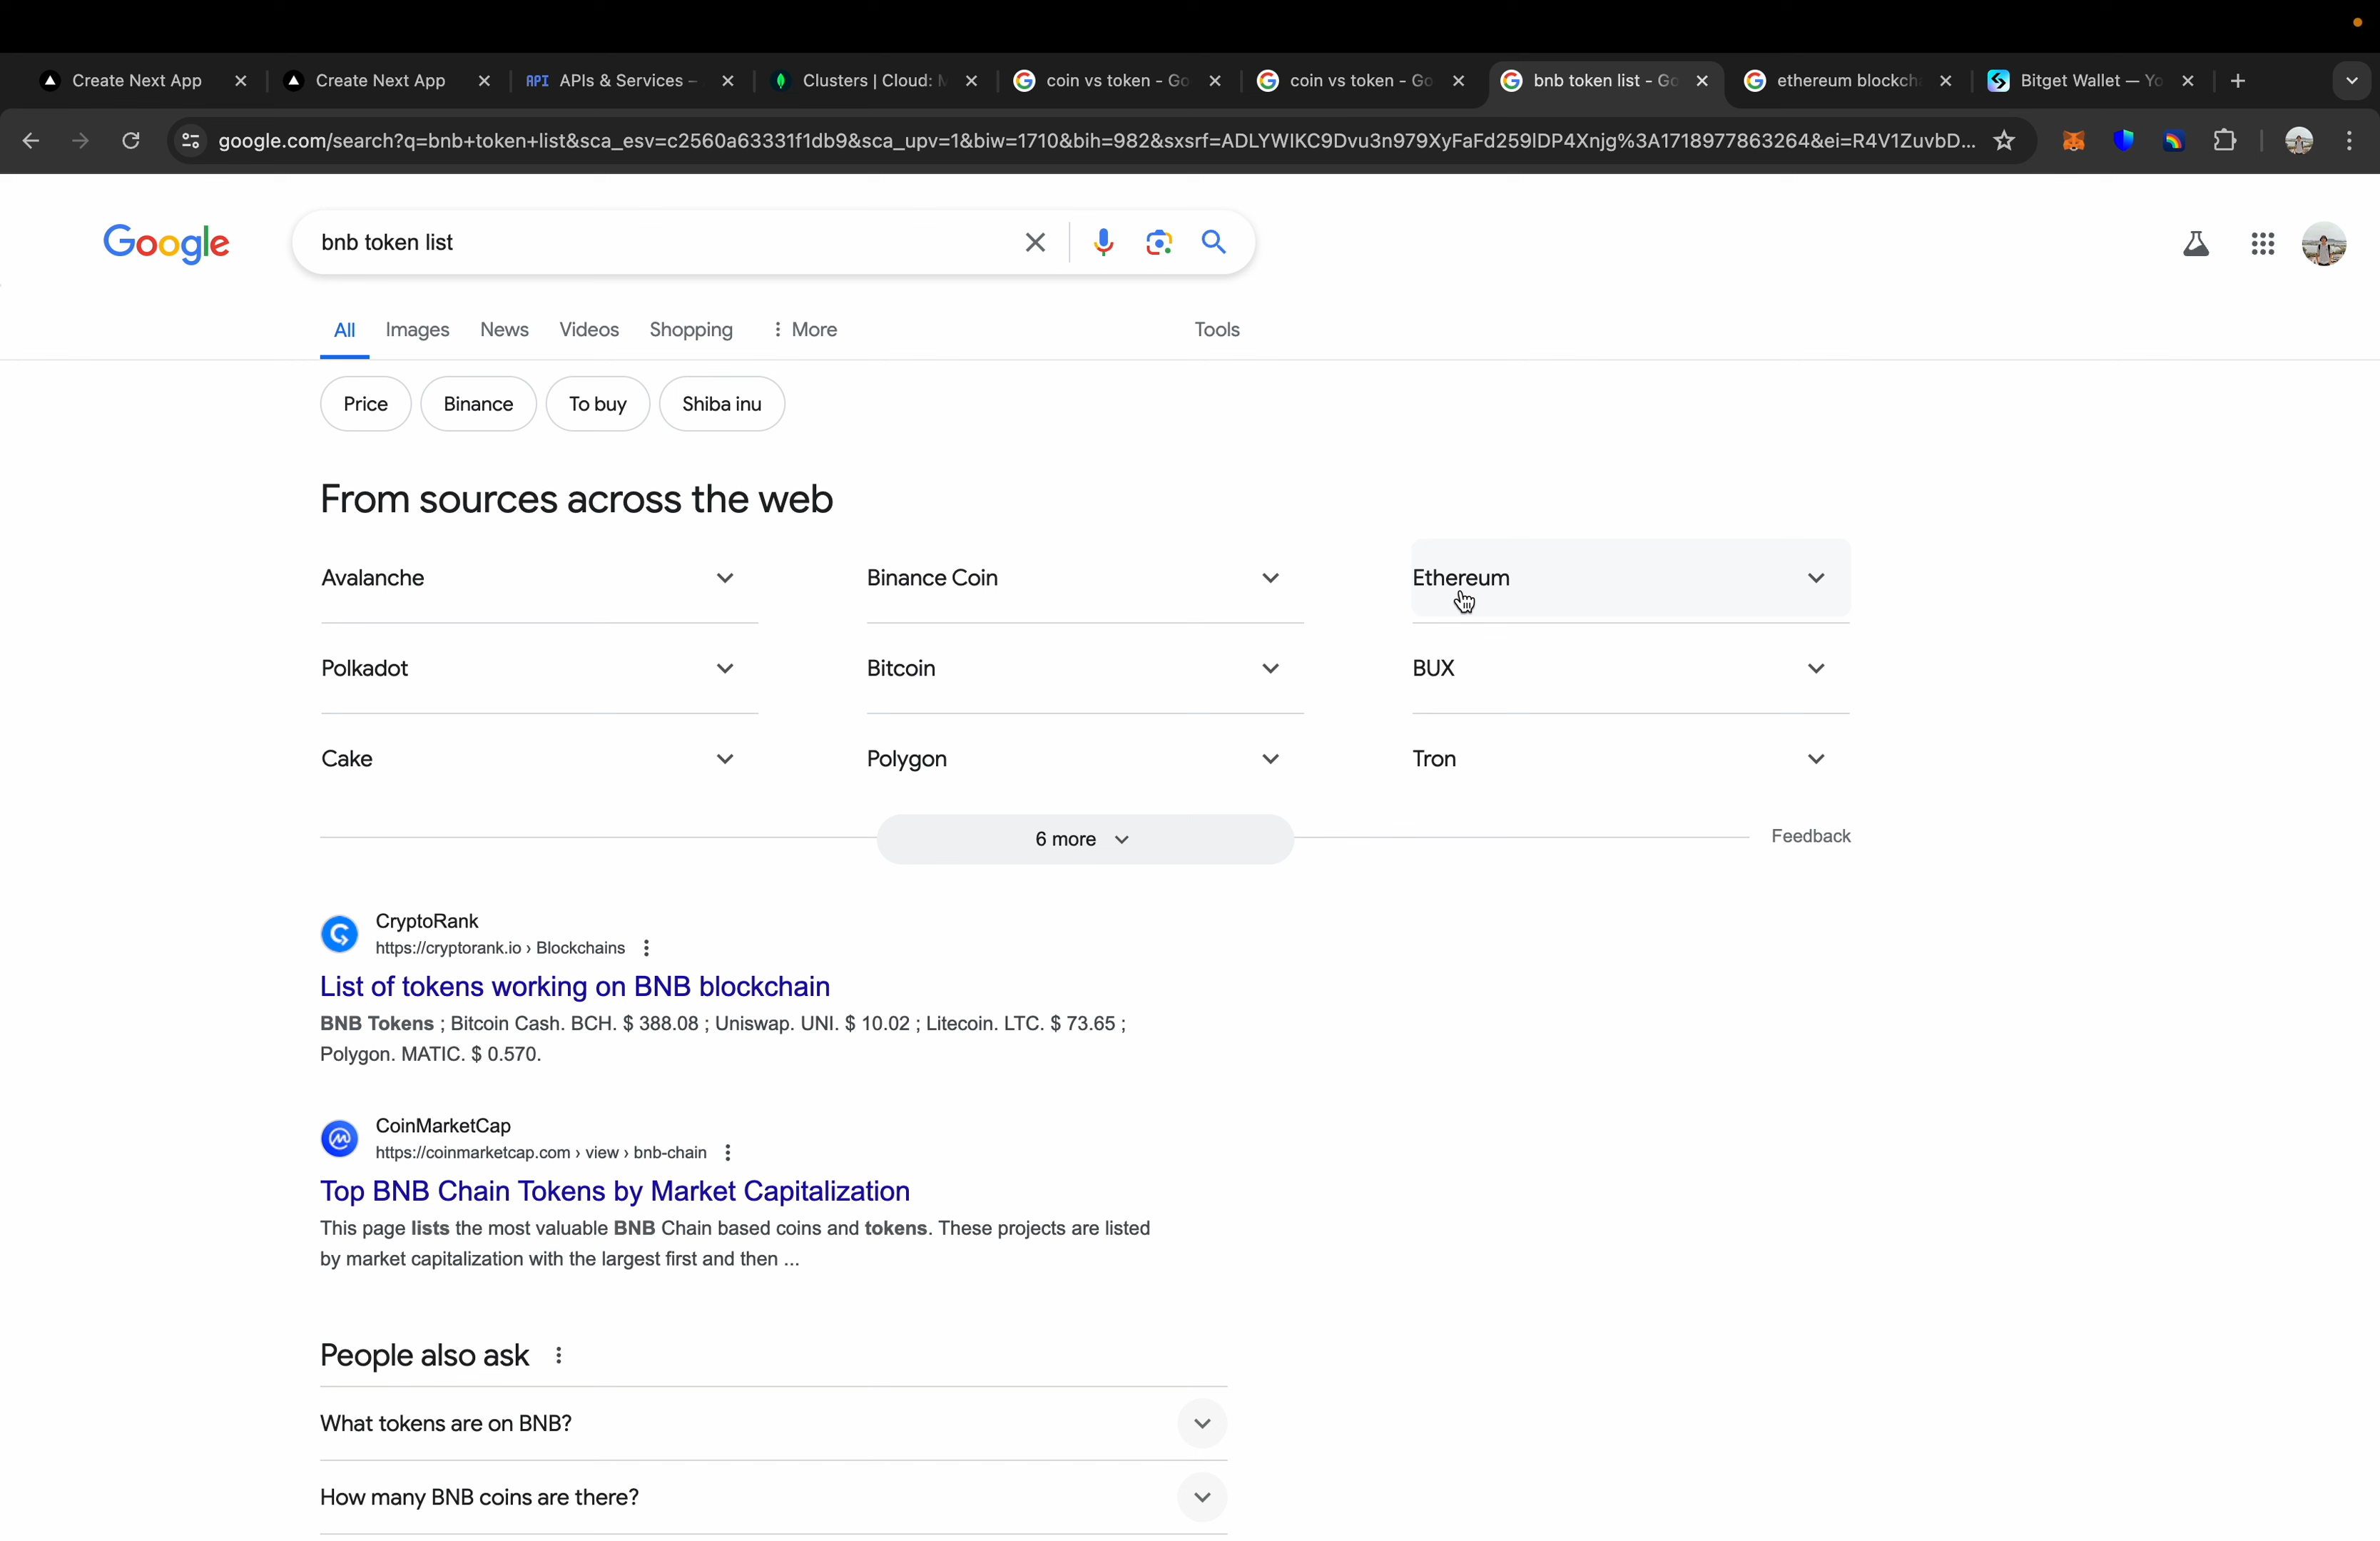 Create Next App
Create Next App
API APIs & Services -
Clusters | Cloud: M
coin vs token - Go
coin vs token - Go
bnb token list - Go
ethereum blockch
Bitget Wallet — Yo
google.com/search?q=bnb+token+list&sca_esv=c2560a63331f1db9&sca_upv=1&biw=1710&bih=982&sxsrf=ADLYWIKC9Dvu3n979XyFaFd259IDP4Xnjg%3A1718977863264&ei=R4V1ZuvbD...
Google
bnb token list
All Images News Videos Shopping More Tools
Price Binance To buy Shiba inu
From sources across the web
Avalanche Binance Coin Ethereum
Polkadot Bitcoin BUX
Cake Polygon Tron
6 more Feedback
CryptoRank
https://cryptorank.io › Blockchains
List of tokens working on BNB blockchain
BNB Tokens ; Bitcoin Cash. BCH. $ 388.08 ; Uniswap. UNI. $ 10.02 ; Litecoin. LTC. $ 73.65 ;
Polygon. MATIC. $ 0.570.
CoinMarketCap
https://coinmarketcap.com › view › bnb-chain
Top BNB Chain Tokens by Market Capitalization
This page lists the most valuable BNB Chain based coins and tokens. These projects are listed
by market capitalization with the largest first and then ...
People also ask
What tokens are on BNB?
How many BNB coins are there?